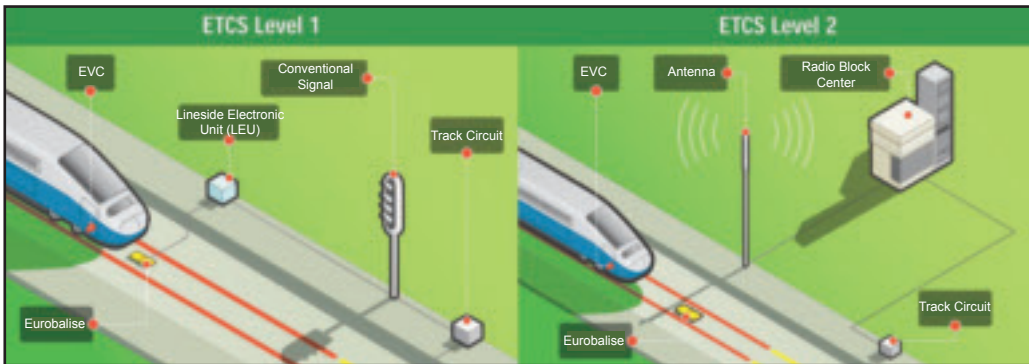 ETCS Level 1
EVC
Conventional
Signal
Lineside Electronic
Unit (LEU)
Track Circuit
Eurobalise
ETCS Level 2
EVC
Antenna
Radio Block
Center
Track Circuit
Eurobalise